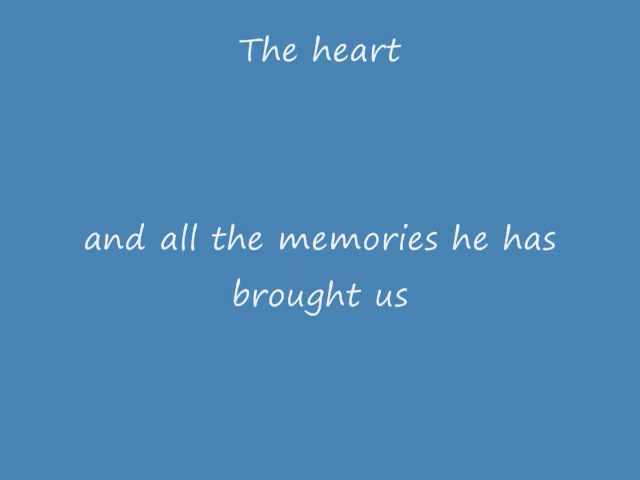 The heart
and all the memories he has
brought us